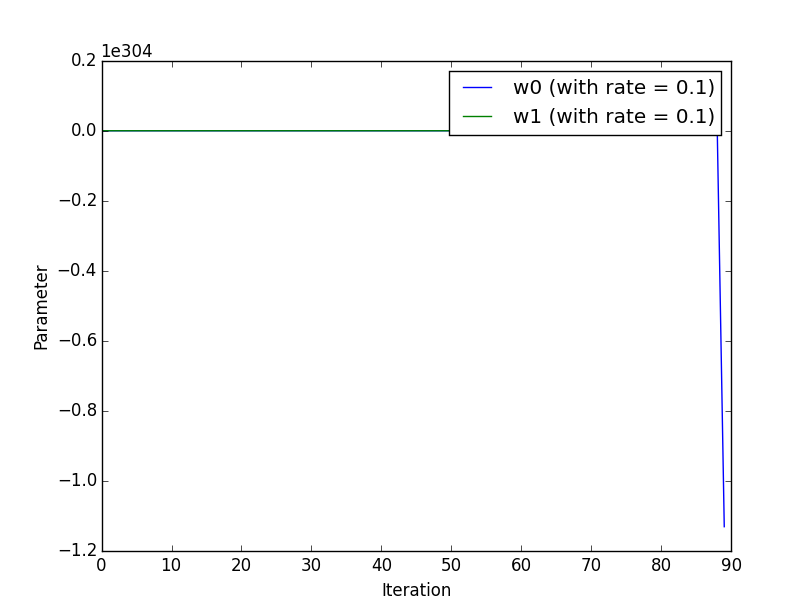 1e304
0.2
0.0
−0.2
−0.4
−0.6
−0.8
−1.0
−1.2
w0 (with rate = 0.1)
w1 (with rate = 0.1)
Parameter
0 10 20 30 40 50 60 70 80 90
Iteration